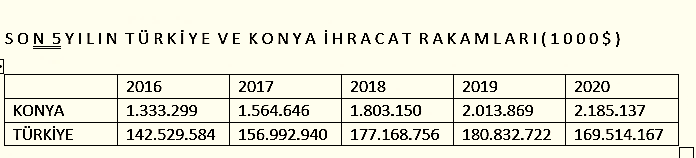 SON 5YILIN TÜRKİYE VE KONYA İHRACAT RAKAMLARI(1000$)
2016 2017 2018 2019 2020
KONYA 1.333.299 1.564.646 1.803.150 2.013.869 2.185.137
TÜRKİYE 142.529.584 156.992.940 177.168.756 180.832.722 169.514.167